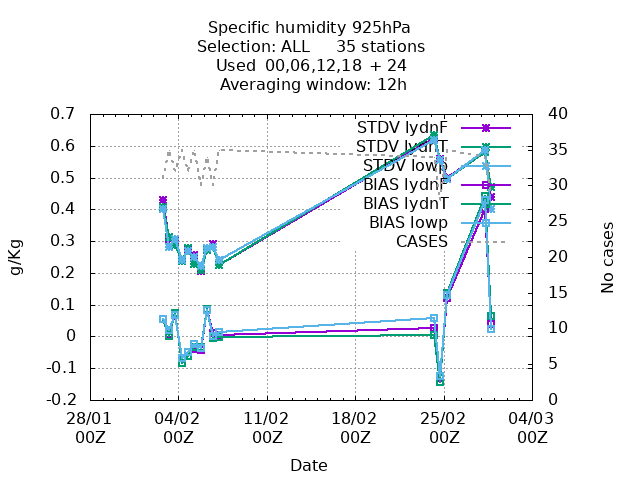 Specific humidity 925hPa
Selection: ALL 35 stations
Used 00,06,12,18 + 24
Averaging window: 12h
0.7
0.6
0.5
0.4
0.3
0.2
0.1
0
-0.1
-0.2
g/Kg
STDV lydnF
STDV lydnT
STDV lowp
BIAS lydnF
BIAS lydnT
BIAS lowp
CASES
40
35
30
25
20
15
10
5
0
No cases
28/01 04/02 11/02 18/02 25/02 04/03
00Z 00Z 00Z 00Z 00Z 00Z
Date